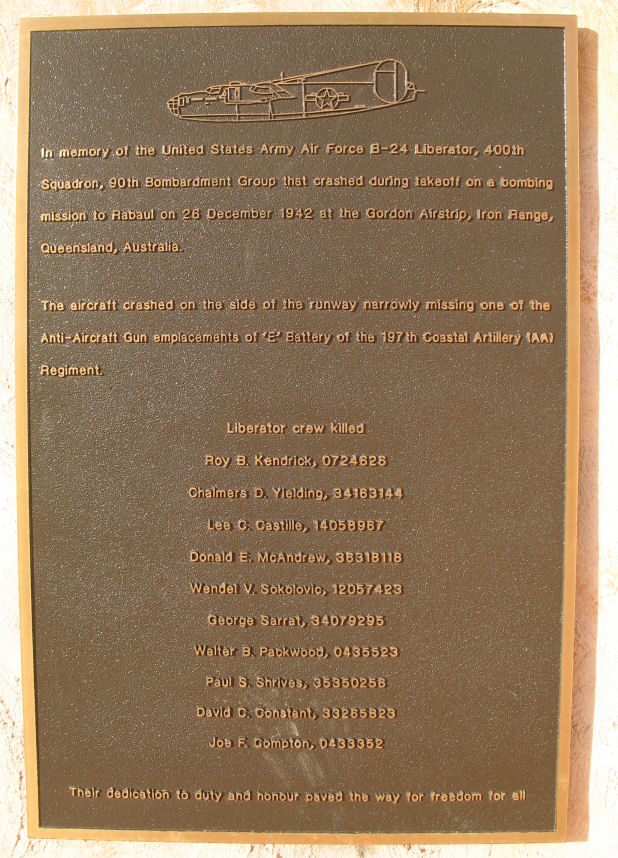 In memory of the United States Army Air Force B-24 Liberator, 400th
Squadron, 90th Bombardment Group that crashed during takeoff on a bombing
mission to Rabaul on 26 December 1942 at the Gordon Airstrip, Iron Range,
Queensland, Australia.
The aircraft crashed on the side of the runway narrowly missing one of the
Anti-Aircraft Gun emplacements of 'E' Battery of the 197th Coastal Artillery (AA)
Regiment.
Liberator crew killed
Roy B. Kendrick, 0724626
Chalmers D. Yielding, 34163144
Lee C. Castille, 14058967
Donald E. McAndrew, 36318118
Wendel V. Sokolovic, 12057423
George Sarrat, 34079295
Walter B. Packwood, 0435523
Paul S. Shrives, 35350256
David C. Constant, 33265823
Joe F. Compton, 0433352
Their dedication to duty and honour paved the way for freedom for all